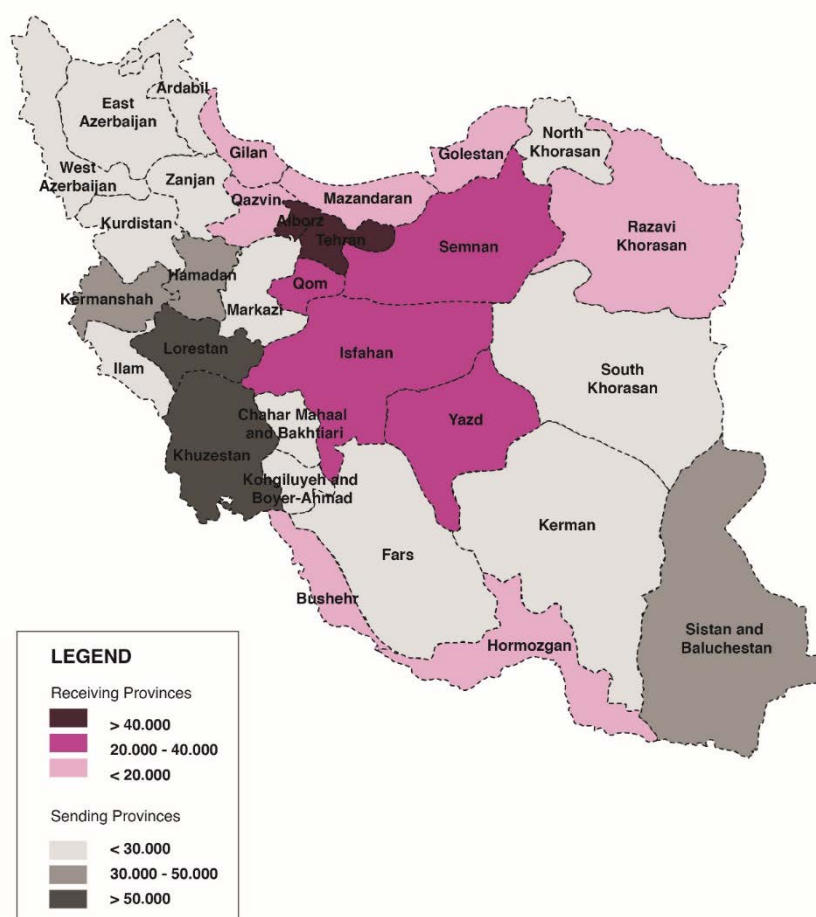 Ardabil
East
Azerbaijan
West
Azerbaijan
Zanjan
Kurdistan
Gilan
Qazvin
Alborz
Tehran
Mazandaran
Golestan
North
Khorasan
Razavi
Khorasan
Semnan
Qom
Hamadan
Kermanshah
Markazi
Lorestan
Ilam
Isfahan
South
Khorasan
Yazd
Chahar Mahaal
and Bakhtiari
Khuzestan
Kohgiluyeh and
Boyer-Ahmad
Kerman
Fars
Bushehr
Hormozgan
Sistan and
Baluchestan
LEGEND
Receiving Provinces
> 40.000
20.000 - 40.000
< 20.000
Sending Provinces
< 30.000
30.000 - 50.000
> 50.000